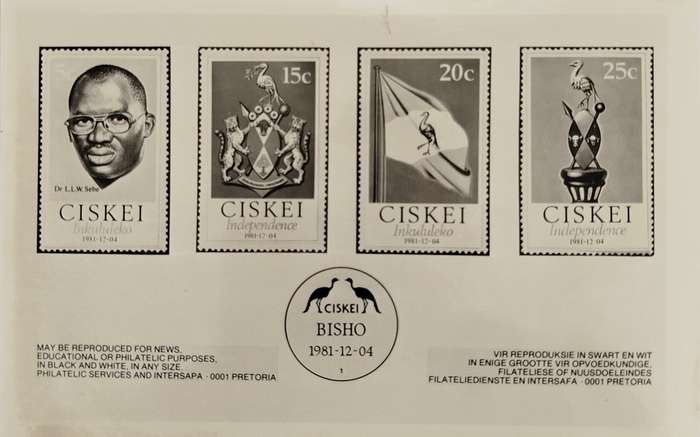 5c
Dr L.L.W. Sebe
CISKEI
Inkululeko
1981-12-04
15c
CISKEI
Independence
1981-12-04
20c
CISKEI
Inkululeko
1981-12-04
25c
CISKEI
Independence
1981-12-04
CISKEI
BISHO
1981-12-04
1
MAY BE REPRODUCED FOR NEWS,
EDUCATIONAL OR PHILATELIC PURPOSES,
IN BLACK AND WHITE, IN ANY SIZE.
PHILATELIC SERVICES AND INTERSAPA · 0001 PRETORIA
VIR REPRODUKSIE IN SWART EN WIT
IN ENIGE GROOTTE VIR OPVOEDKUNDIGE,
FILATELIESE OF NUUSDOELEINDES
FILATELIEDIENSTE EN INTERSAFA · 0001 PRETORIA